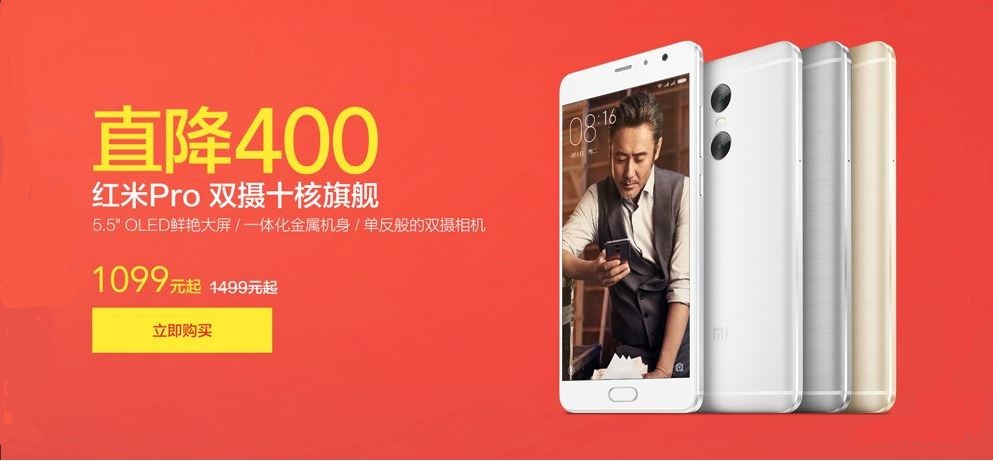 直降400
红米Pro 双摄十核旗舰
5.5" OLED鲜艳大屏 / 一体化金属机身 / 单反般的双摄相机
1099元起 1499元起
立即购买
08:16
mi